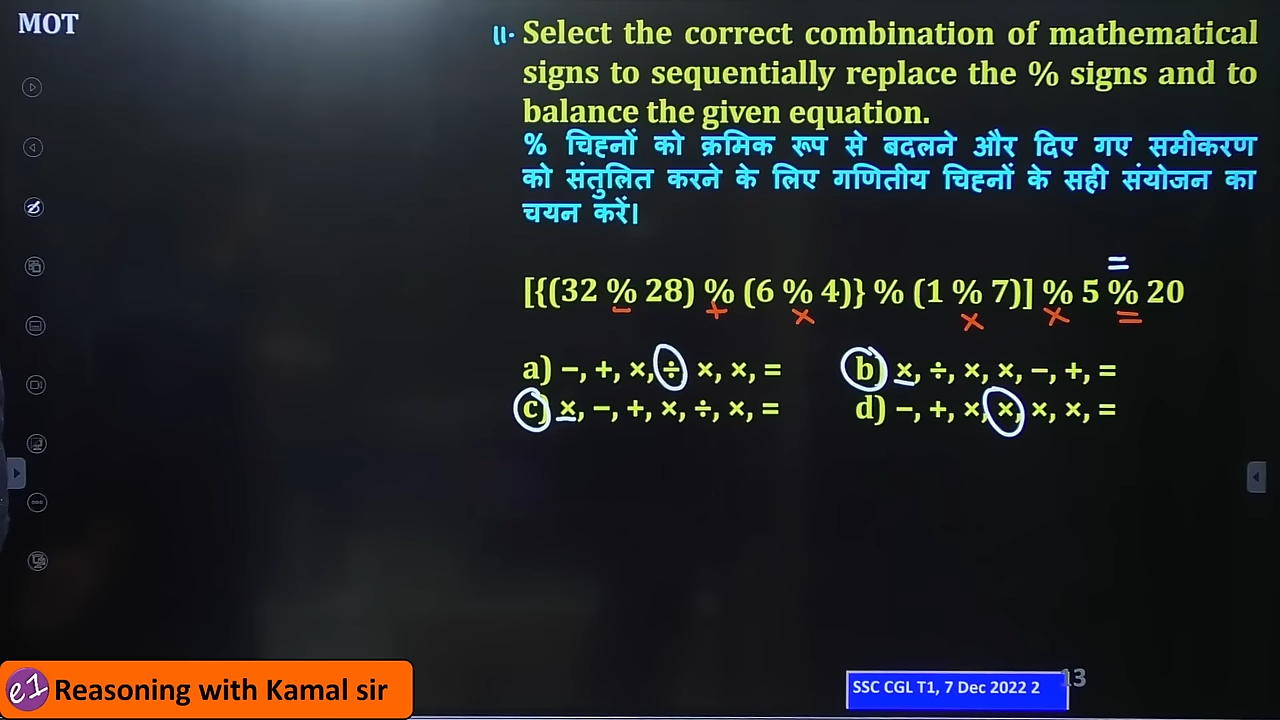 MOT
11. Select the correct combination of mathematical
signs to sequentially replace the % signs and to
balance the given equation.
% चिह्नों को क्रमिक रूप से बदलने और दिए गए समीकरण
को संतुलित करने के लिए गणितीय चिह्नों के सही संयोजन का
चयन करें।
=
[{(32 % 28) % (6 % 4)} % (1 % 7)] % 5 % 20
− + × × × =
a) −, +, ×, ÷ ×, ×, =
b) ×, ÷, ×, ×, −, +, =
c) ×, −, +, ×, ÷, ×, =
d) −, +, ×, ×, ×, ×, =
e1 Reasoning with Kamal sir
SSC CGL T1, 7 Dec 2022 2
13